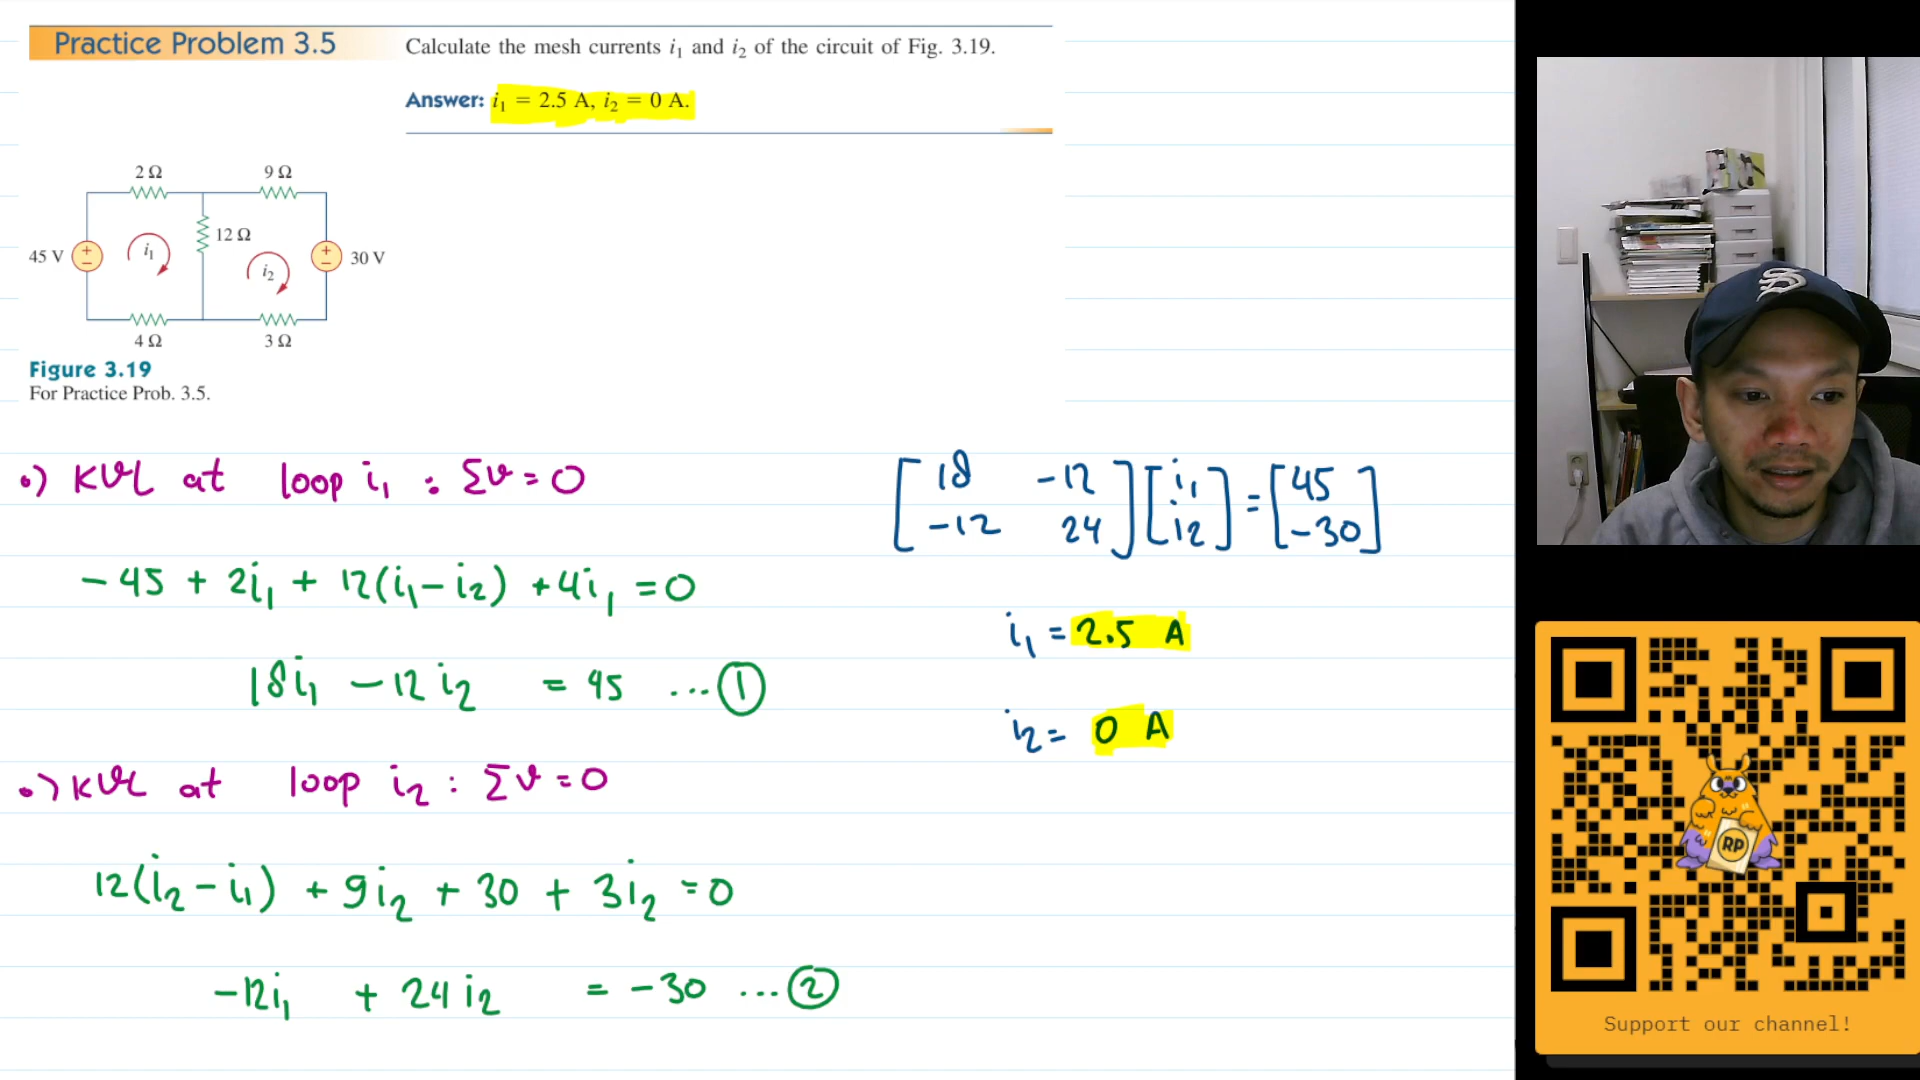 Practice Problem 3.5
Calculate the mesh currents i₁ and i₂ of the circuit of Fig. 3.19.
Answer: i₁ = 2.5 A, i₂ = 0 A.
2 Ω
9 Ω
12 Ω
45 V
+
−
i₁
i₂
+
−
30 V
4 Ω
3 Ω
Figure 3.19
For Practice Prob. 3.5.
•) KVL at loop i₁ : Σv = 0
− 45 + 2i₁ + 12(i₁ − i₂) + 4i₁ = 0
18i₁ − 12i₂ = 45 ...①
•) KVL at loop i₂ : Σv = 0
12(i₂ − i₁) + 9i₂ + 30 + 3i₂ = 0
−12i₁ + 24i₂ = −30 ...②
[18 −12] [i₁] = [45]
[−12 24] [i₂] [−30]
i₁ = 2.5 A
i₂ = 0 A
S
RP
Support our channel!